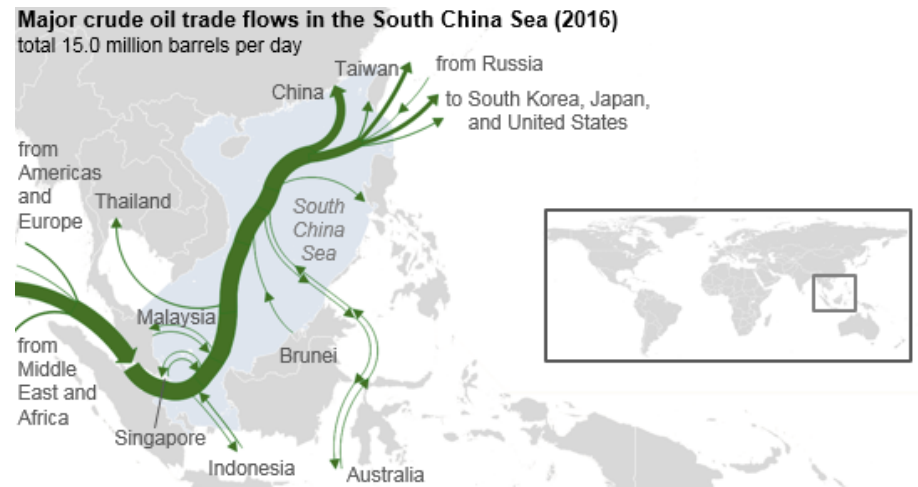 Major crude oil trade flows in the South China Sea (2016)
total 15.0 million barrels per day
Taiwan
from Russia
China
to South Korea, Japan,
and United States
from
Americas
and
Europe
Thailand
South
China
Sea
Malaysia
from
Middle
East and
Africa
Brunei
Singapore
Indonesia
Australia